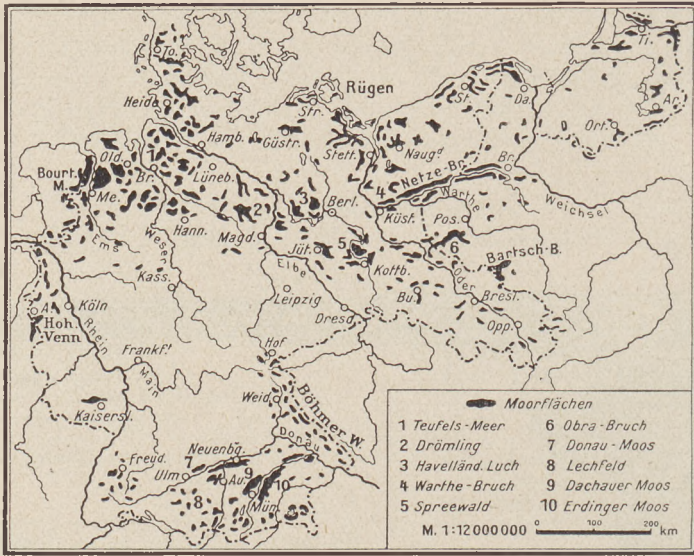 To.
Ti.
Rügen
Heide
Str.
St.
Da.
Ar.
Ort.
Hamb.
Güstr.
Stett.
Naugd
Old.
1
Bourt.
M.
Br.
Lüneb.
Netze-Br.
Br.
Me.
2
3
Berl.
4
Warthe
Weichsel
Küst.
Pos.
Hann.
Magd.
Ems
Weser
Jüt.
5
6
Bartsch-B.
Elbe
Kottb.
Oder
Kass.
Leipzig
Bu.
Bresl.
A.
Köln
Dresd.
Opp.
Hoh.
Venn
Rhein
Frankf.
Main
Hof
Weid.
Böhmer W.
Kaisersl.
Donau
Neuenbg.
Freud.
7
Ulm
Au.
9
10
8
Mün.
Moorflächen
1 Teufels-Meer
2 Drömling
3 Havelländ. Luch
4 Warthe-Bruch
5 Spreewald
6 Obra-Bruch
7 Donau-Moos
8 Lechfeld
9 Dachauer Moos
10 Erdinger Moos
M. 1:12000000
0 100 200 km